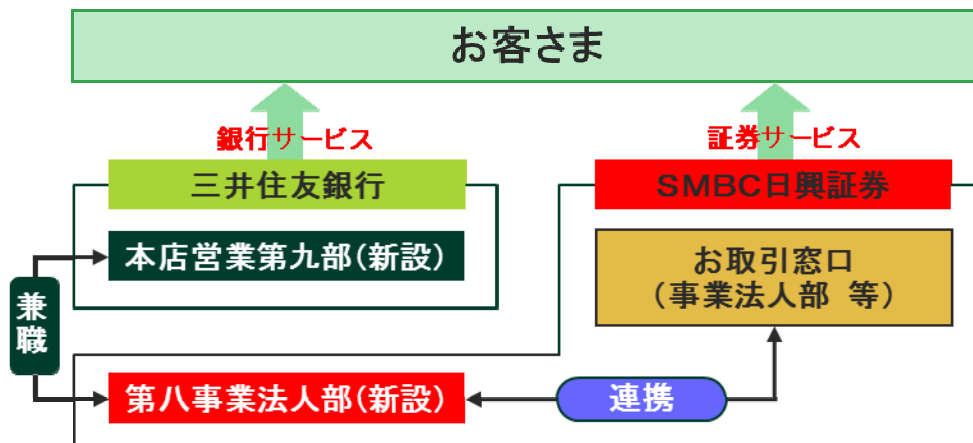 お客さま
銀行サービス
証券サービス
三井住友銀行
SMBC日興証券
本店営業第九部(新設)
お取引窓口
(事業法人部 等)
兼職
第八事業法人部(新設)
連携